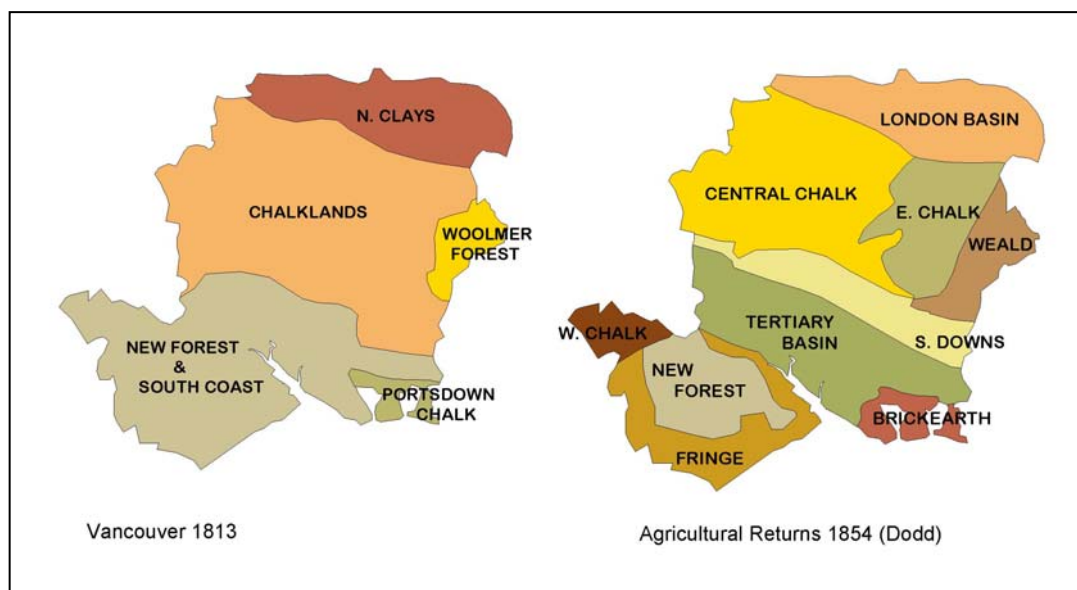 N. CLAYS
CHALKLANDS
WOOLMER
FOREST
NEW FOREST
&
SOUTH COAST
PORTSDOWN
CHALK
Vancouver 1813
LONDON BASIN
CENTRAL CHALK
E. CHALK
WEALD
W. CHALK
TERTIARY
BASIN
S. DOWNS
NEW
FOREST
BRICKEARTH
FRINGE
Agricultural Returns 1854 (Dodd)